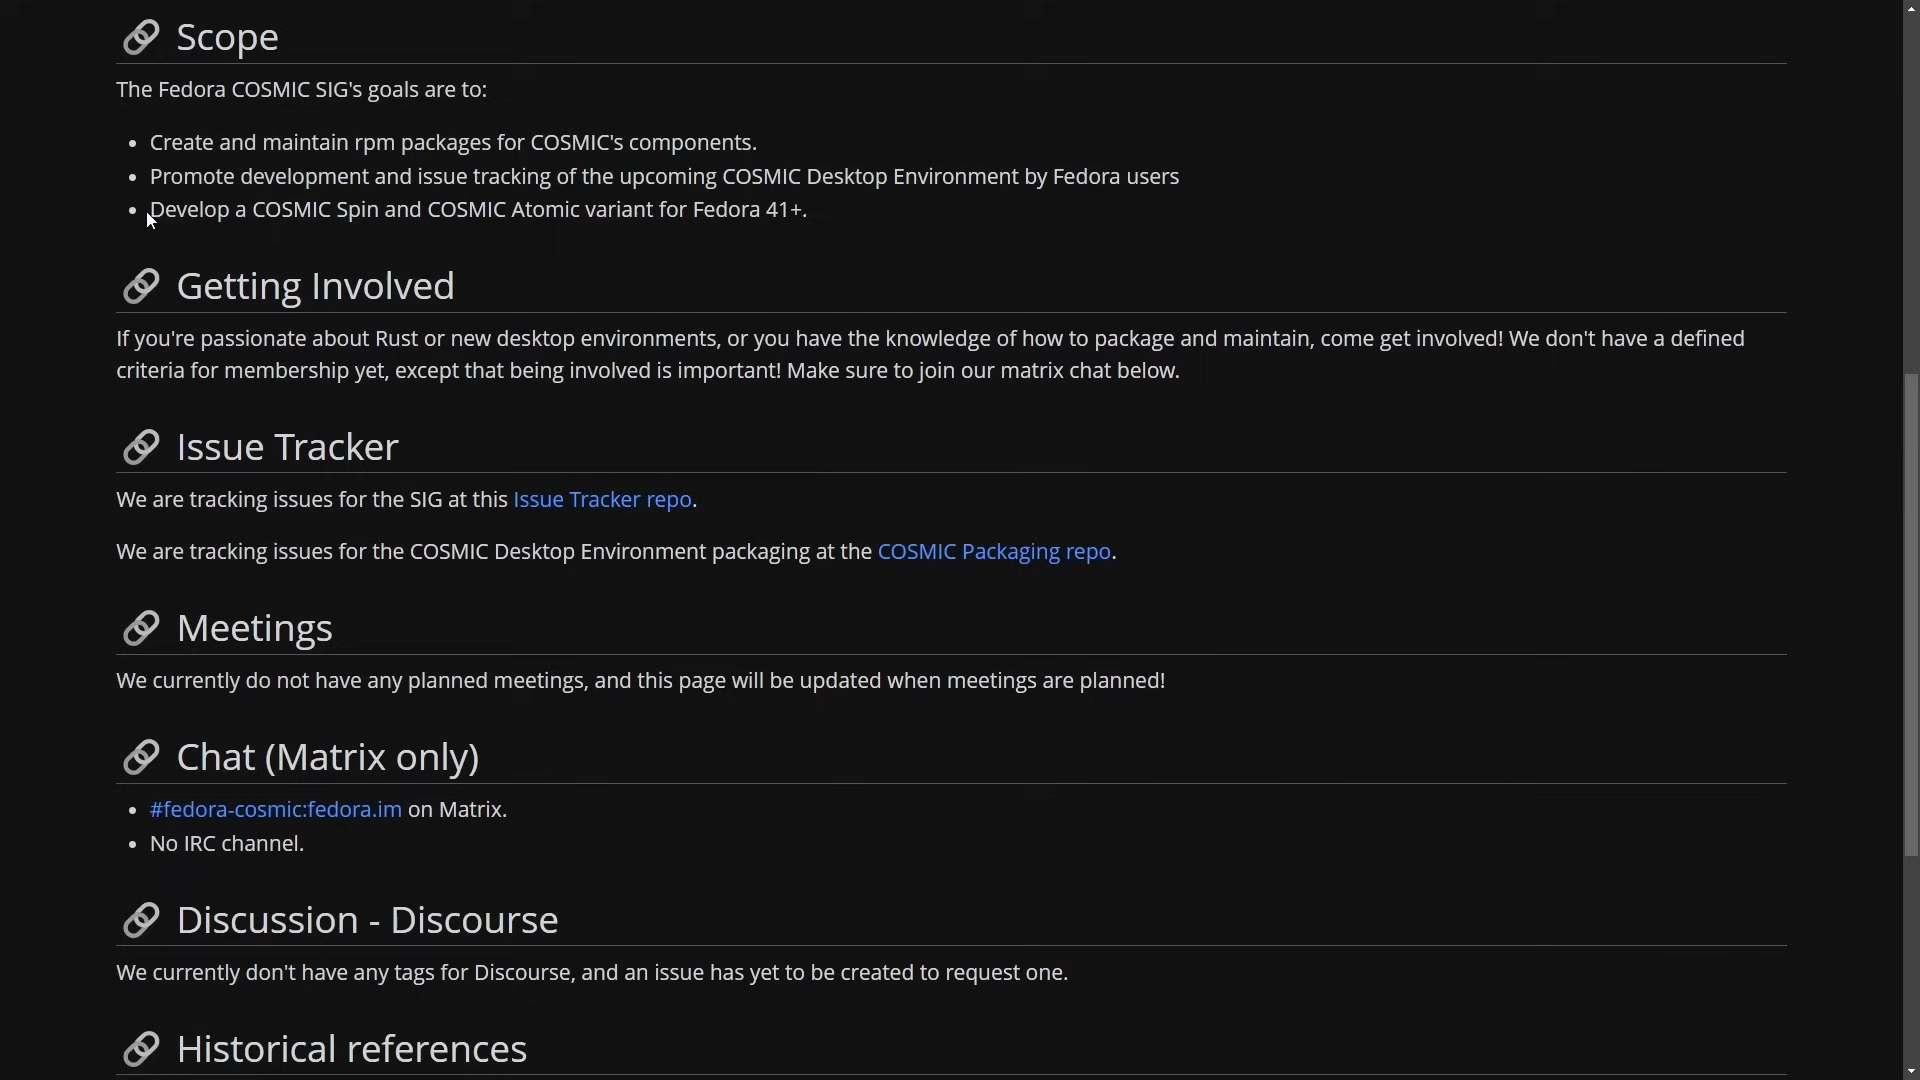 Scope
The Fedora COSMIC SIG's goals are to:
• Create and maintain rpm packages for COSMIC's components.
• Promote development and issue tracking of the upcoming COSMIC Desktop Environment by Fedora users
• Develop a COSMIC Spin and COSMIC Atomic variant for Fedora 41+.
Getting Involved
If you're passionate about Rust or new desktop environments, or you have the knowledge of how to package and maintain, come get involved! We don't have a defined
criteria for membership yet, except that being involved is important! Make sure to join our matrix chat below.
Issue Tracker
We are tracking issues for the SIG at this Issue Tracker repo.
We are tracking issues for the COSMIC Desktop Environment packaging at the COSMIC Packaging repo.
Meetings
We currently do not have any planned meetings, and this page will be updated when meetings are planned!
Chat (Matrix only)
• #fedora-cosmic:fedora.im on Matrix.
• No IRC channel.
Discussion - Discourse
We currently don't have any tags for Discourse, and an issue has yet to be created to request one.
Historical references